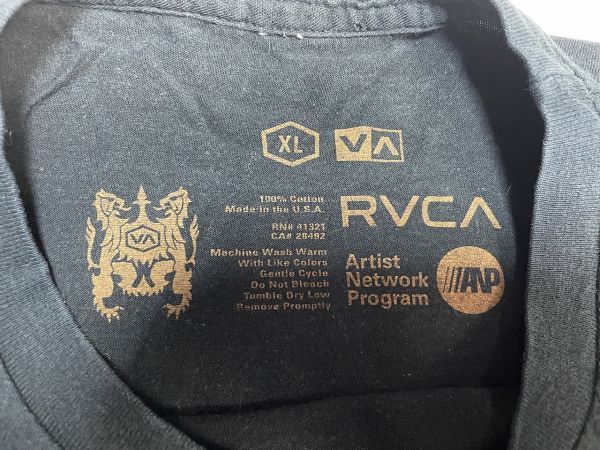 XL
VA
100% Cotton
Made in the U.S.A.
RN# 41321
CA# 28492
Machine Wash Warm
With Like Colors
Gentle Cycle
Do Not Bleach
Tumble Dry Low
Remove Promptly
VA
RVCA
Artist
Network
Program
ANP